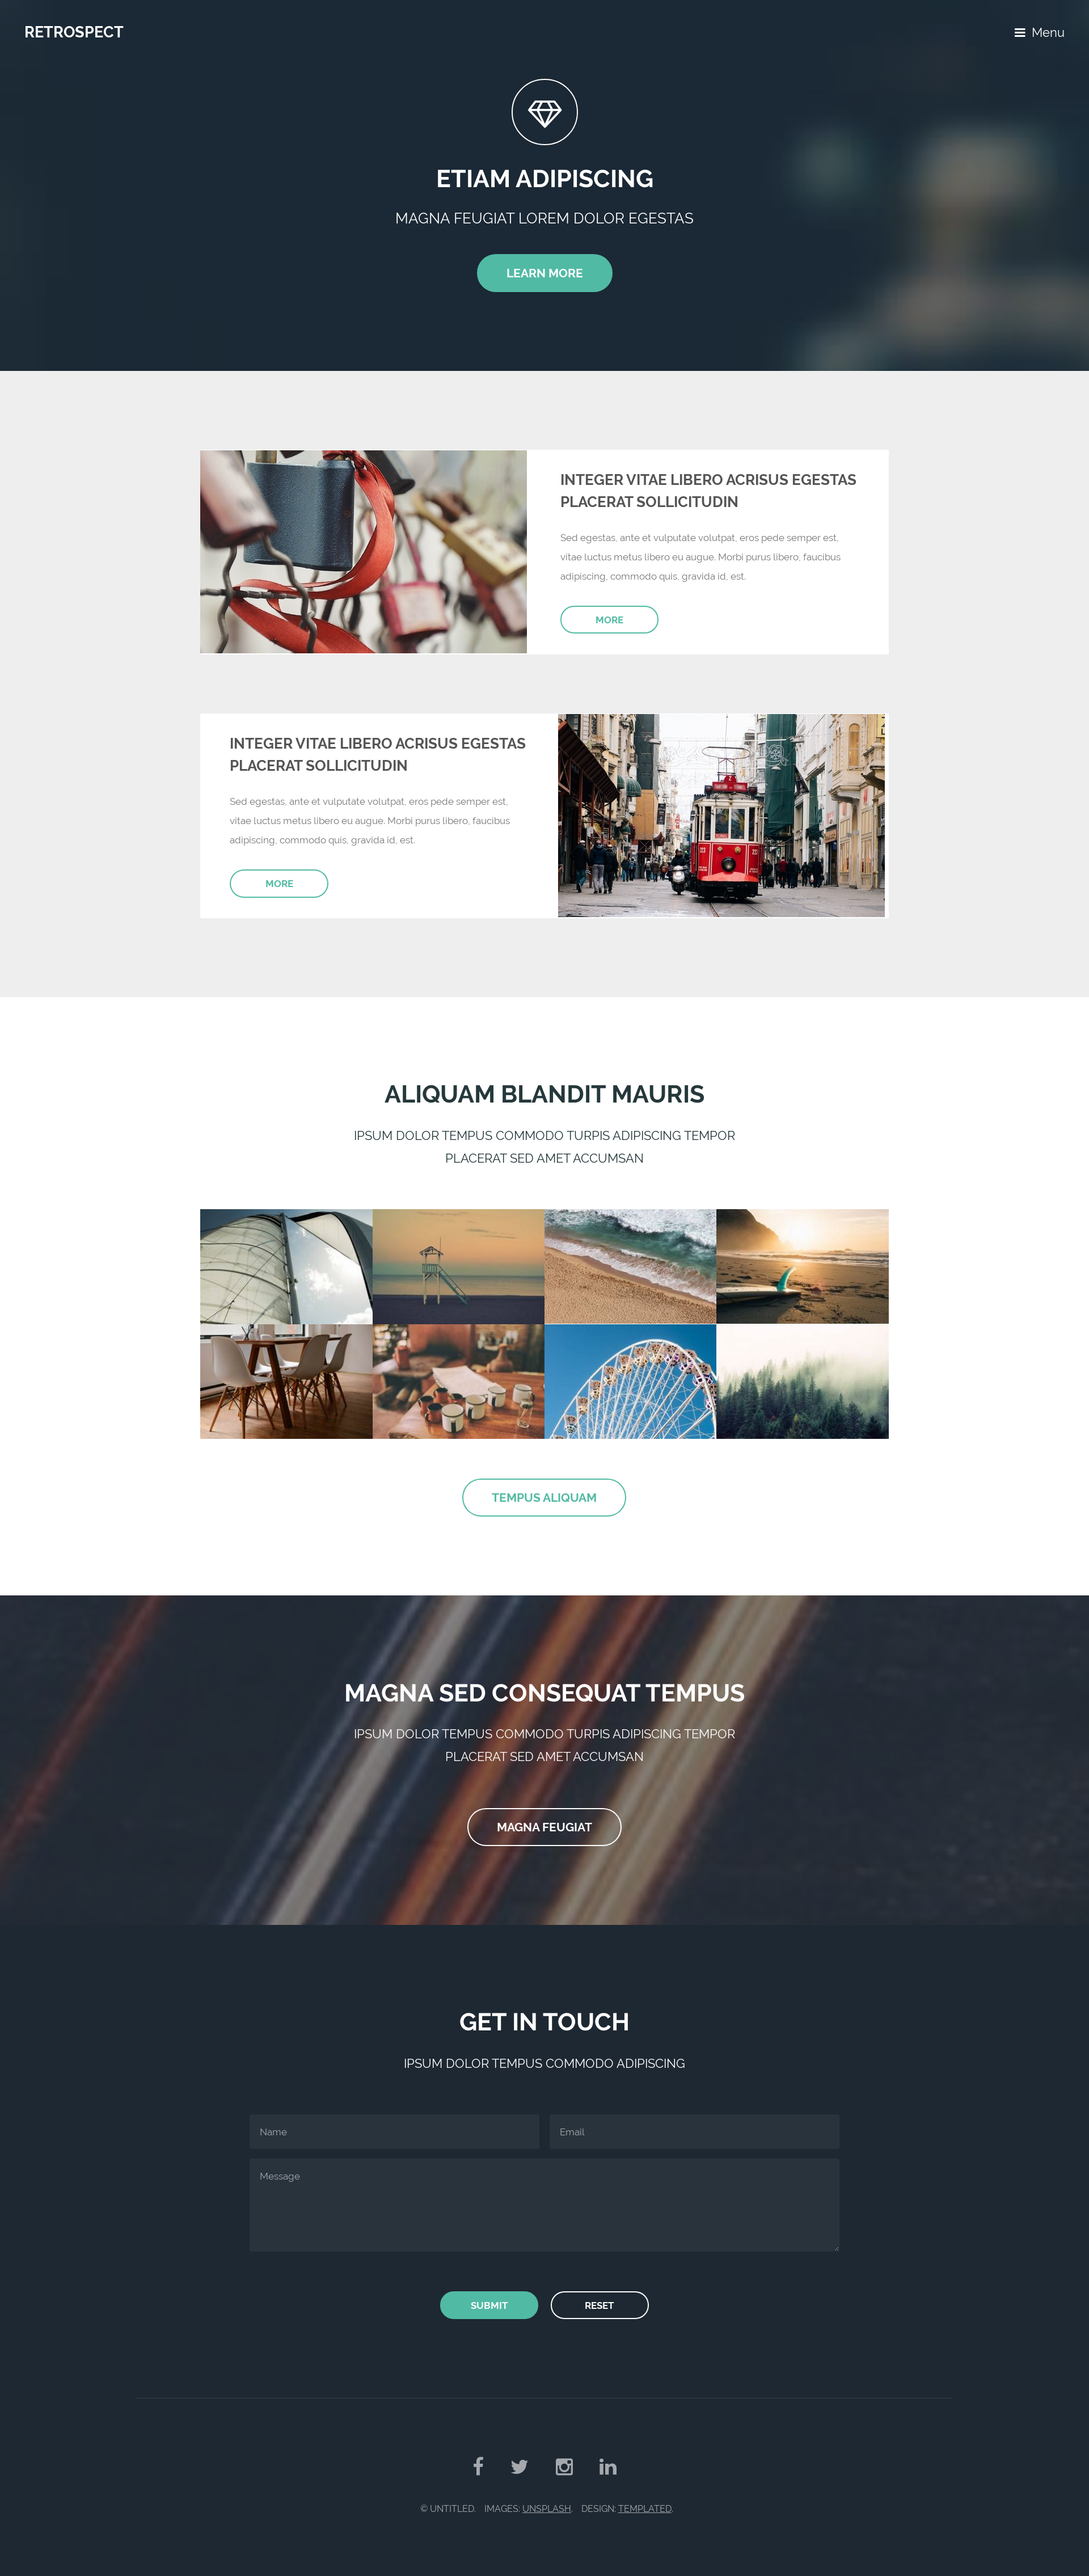 RETROSPECT
Menu
ETIAM ADIPISCING
MAGNA FEUGIAT LOREM DOLOR EGESTAS
LEARN MORE
INTEGER VITAE LIBERO ACRISUS EGESTAS
PLACERAT SOLLICITUDIN
Sed egestas, ante et vulputate volutpat, eros pede semper est,
vitae luctus metus libero eu augue. Morbi purus libero, faucibus
adipiscing, commodo quis, gravida id, est.
MORE
INTEGER VITAE LIBERO ACRISUS EGESTAS
PLACERAT SOLLICITUDIN
Sed egestas, ante et vulputate volutpat, eros pede semper est,
vitae luctus metus libero eu augue. Morbi purus libero, faucibus
adipiscing, commodo quis, gravida id, est.
MORE
ALIQUAM BLANDIT MAURIS
IPSUM DOLOR TEMPUS COMMODO TURPIS ADIPISCING TEMPOR
PLACERAT SED AMET ACCUMSAN
TEMPUS ALIQUAM
MAGNA SED CONSEQUAT TEMPUS
IPSUM DOLOR TEMPUS COMMODO TURPIS ADIPISCING TEMPOR
PLACERAT SED AMET ACCUMSAN
MAGNA FEUGIAT
GET IN TOUCH
IPSUM DOLOR TEMPUS COMMODO ADIPISCING
Name
Email
Message
SUBMIT
RESET
© UNTITLED. IMAGES: UNSPLASH. DESIGN: TEMPLATED.